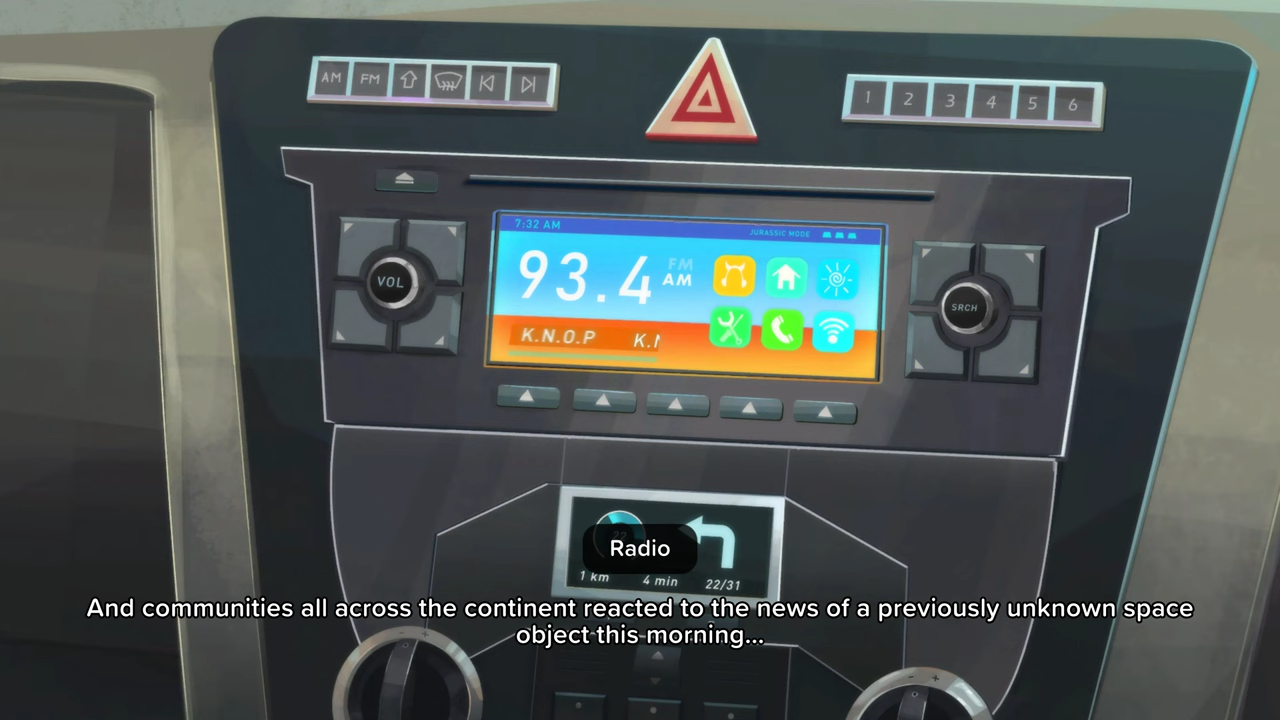 AM FM
1 2 3 4 5 6
7:32 AM JURASSIC MODE
93.4 FM
AM
K.N.O.P
VOL
SRCH
Radio
1 km 4 min 22/31
And communities all across the continent reacted to the news of a previously unknown space
object this morning...